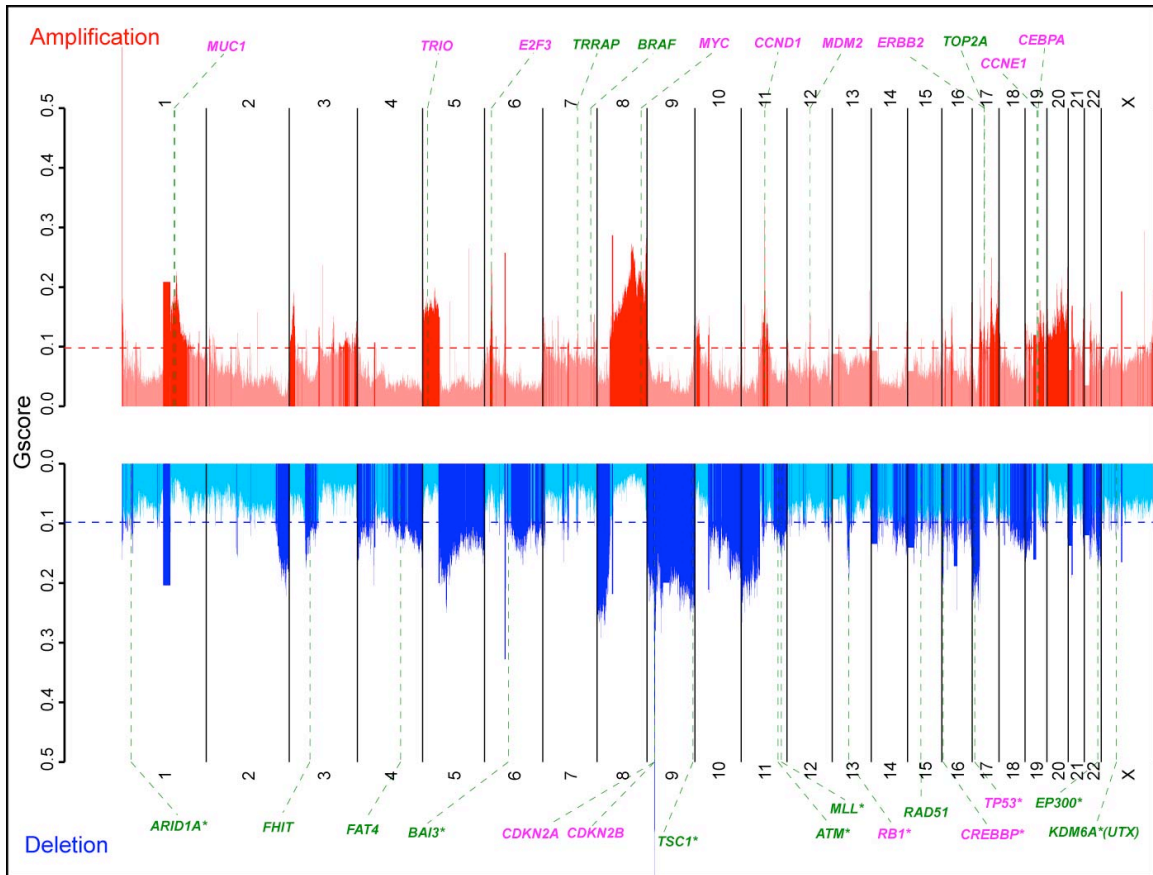 Amplification
MUC1 TRIO E2F3 TRRAP BRAF MYC CCND1 MDM2 ERBB2 TOP2A CEBPA
CCNE1
1 2 3 4 5 6 7 8 9 10 11 12 13 14 15 16 17 18 19 20 21 22 X
0.5
0.4
0.3
0.2
0.1
0.0
Gscore
0.0
0.1
0.2
0.3
0.4
0.5
1 2 3 4 5 6 7 8 9 10 11 12 13 14 15 16 17 18 19 20 21 22 X
ARID1A* FHIT FAT4 BAI3* CDKN2A CDKN2B TSC1* MLL* ATM* RB1* RAD51 TP53* CREBBP* EP300* KDM6A*(UTX)
Deletion